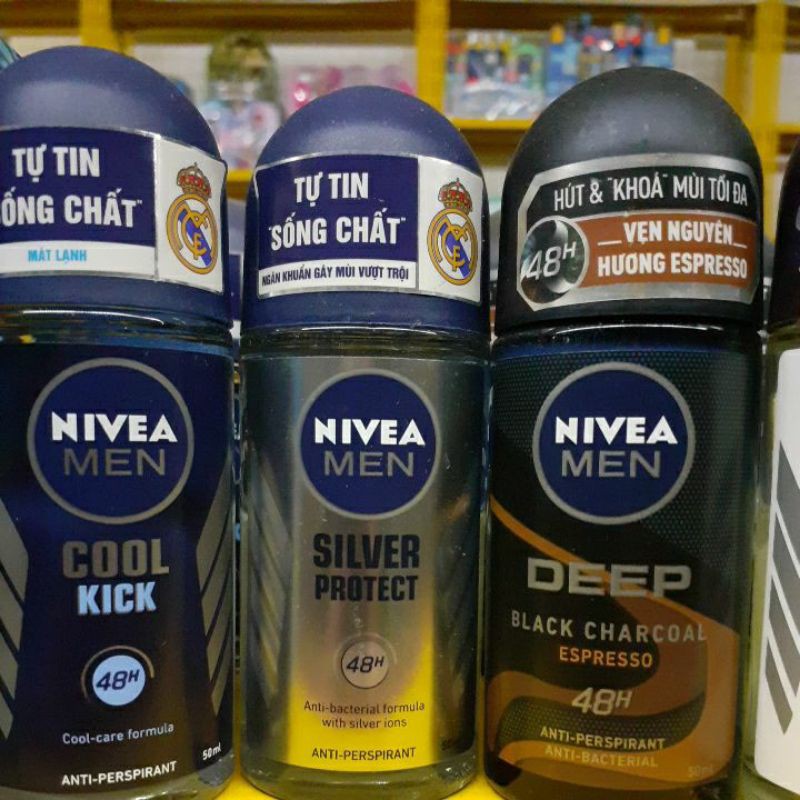 TỰ TIN
SỐNG CHẤT
MÁT LẠNH
NIVEA
MEN
COOL
KICK
48H
Cool-care formula
50ml
ANTI-PERSPIRANT
TỰ TIN
"SỐNG CHẤT"
NGĂN KHUẨN GÂY MÙI VƯỢT TRỘI
NIVEA
MEN
SILVER
PROTECT
48H
Anti-bacterial formula
with silver ions
ANTI-PERSPIRANT
HÚT & "KHOÁ" MÙI TỐI ĐA
48H
VẸN NGUYÊN
HƯƠNG ESPRESSO
NIVEA
MEN
DEEP
BLACK CHARCOAL
ESPRESSO
48H
ANTI-PERSPIRANT
ANTI-BACTERIAL
50ml